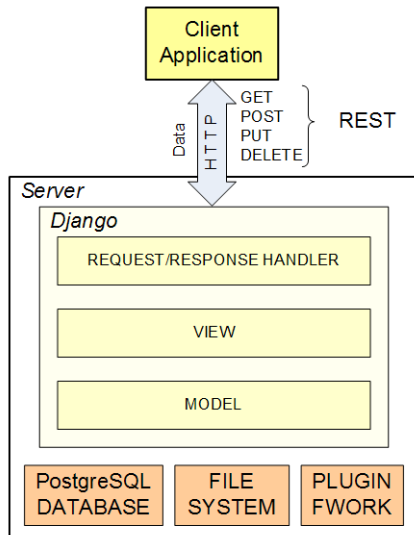 Client
Application
Data
HTTP
GET
POST
PUT
DELETE
REST
Server
Django
REQUEST/RESPONSE HANDLER
VIEW
MODEL
PostgreSQL
DATABASE
FILE
SYSTEM
PLUGIN
FWORK